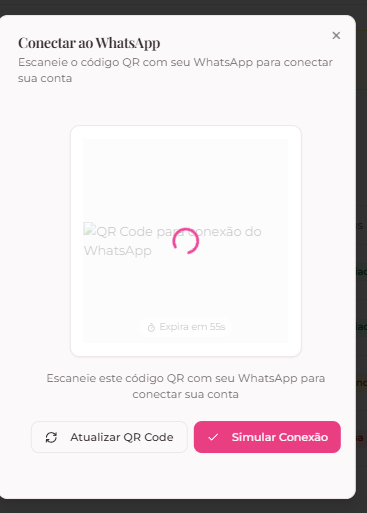 Conectar ao WhatsApp
Escaneie o código QR com seu WhatsApp para conectar
sua conta
QR Code para conexão do
WhatsApp
Expira em 55s
Escaneie este código QR com seu WhatsApp para
conectar sua conta
Atualizar QR Code
Simular Conexão